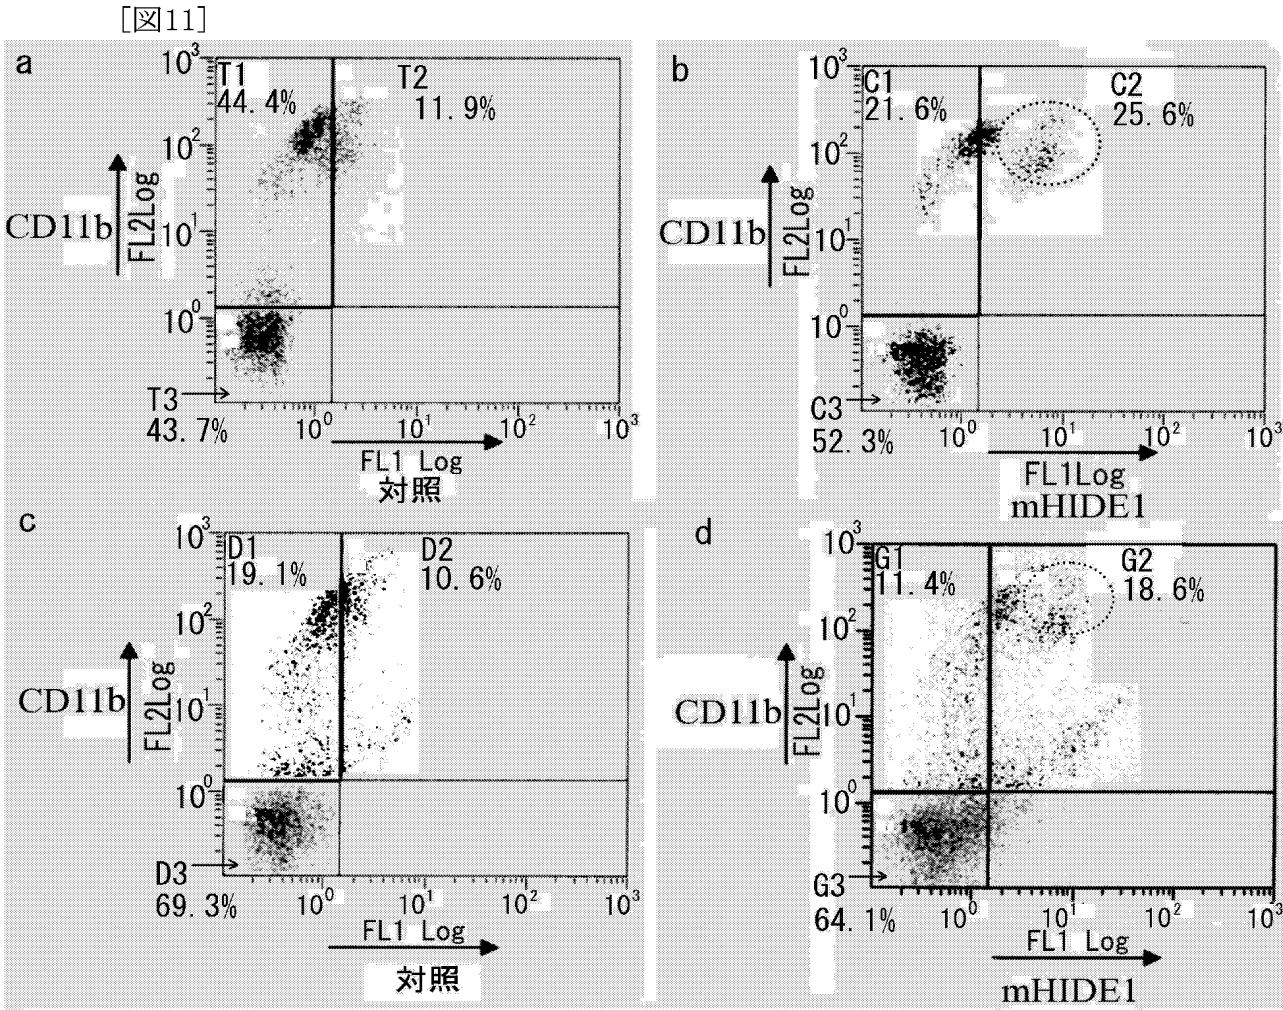 [図11]
a
10³
T1
44.4%
T2
11.9%
10²
CD11b
FL2Log
10¹
10⁰
T3
43.7%
10⁰
10¹
10²
10³
FL1 Log
対照
b
10³
C1
21.6%
C2
25.6%
10²
CD11b
FL2Log
10¹
10⁰
C3
52.3%
10⁰
10¹
10²
10³
FL1Log
mHIDE1
c
10³
D1
19.1%
D2
10.6%
10²
CD11b
FL2Log
10¹
10⁰
D3
69.3%
10⁰
10¹
10²
10³
FL1 Log
対照
d
10³
G1
11.4%
G2
18.6%
10²
CD11b
FL2Log
10¹
10⁰
G3
64.1%
10⁰
10¹
10²
10³
FL1 Log
mHIDE1